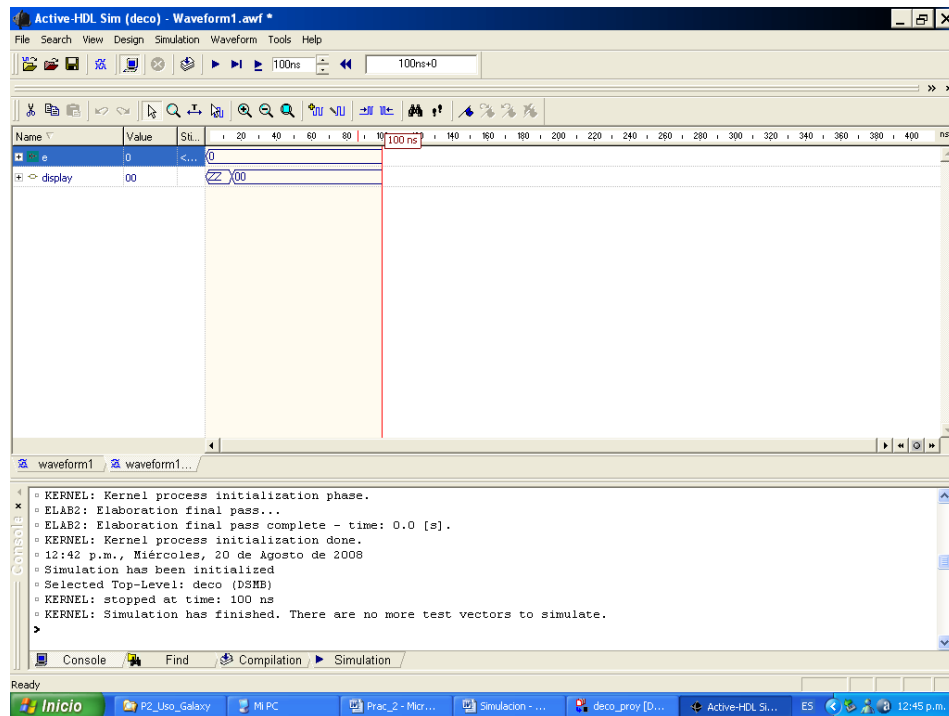 Active-HDL Sim (deco) - Waveform1.awf *
File Search View Design Simulation Waveform Tools Help
100ns 100ns+0
Name Value Sti... 20 40 60 80 100 ns 140 160 180 200 220 240 260 280 300 320 340 360 380 400 ns
e 0 <... 0
display 00 ZZ 00
waveform1 waveform1...
KERNEL: Kernel process initialization phase.
ELAB2: Elaboration final pass...
ELAB2: Elaboration final pass complete - time: 0.0 [s].
KERNEL: Kernel process initialization done.
12:42 p.m., Miércoles, 20 de Agosto de 2008
Simulation has been initialized
Selected Top-Level: deco (DSMB)
KERNEL: stopped at time: 100 ns
KERNEL: Simulation has finished. There are no more test vectors to simulate.
>
Console
Console Find Compilation Simulation
Ready
Inicio P2_Uso_Galaxy Mi PC Prac_2 - Micr... Simulacion - ... deco_proy [D... Active-HDL Si... ES 12:45 p.m.